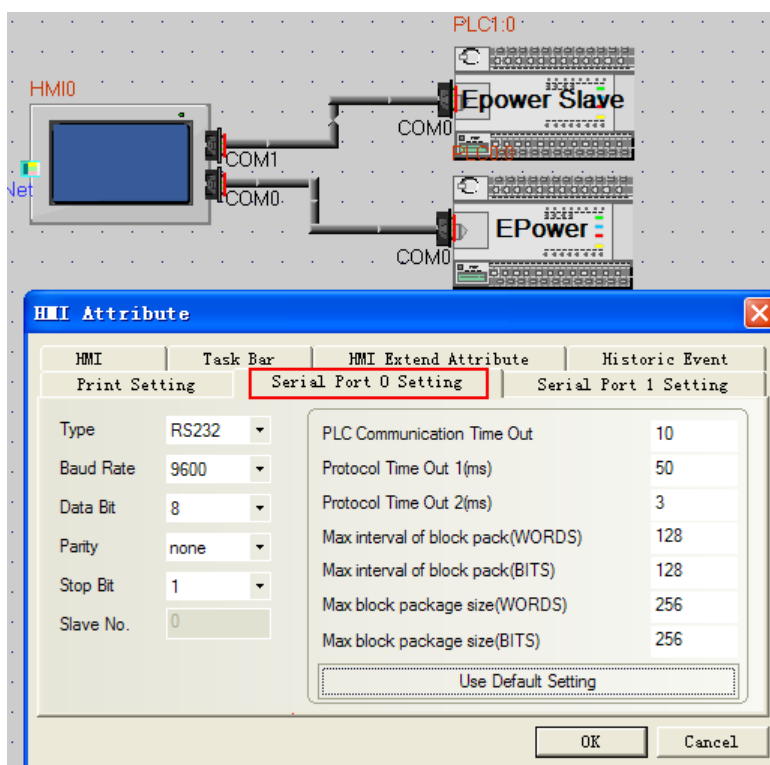 PLC1:0
HMI0
Epower Slave
COM0
COM1
PLC0:0
Net
COM0
EPower
COM0
HMI Attribute
HMI
Task Bar
HMI Extend Attribute
Historic Event
Print Setting
Serial Port 0 Setting
Serial Port 1 Setting
Type RS232
PLC Communication Time Out 10
Baud Rate 9600
Protocol Time Out 1(ms) 50
Data Bit 8
Protocol Time Out 2(ms) 3
Parity none
Max interval of block pack(WORDS) 128
Stop Bit 1
Max interval of block pack(BITS) 128
Slave No. 0
Max block package size(WORDS) 256
Max block package size(BITS) 256
Use Default Setting
OK
Cancel